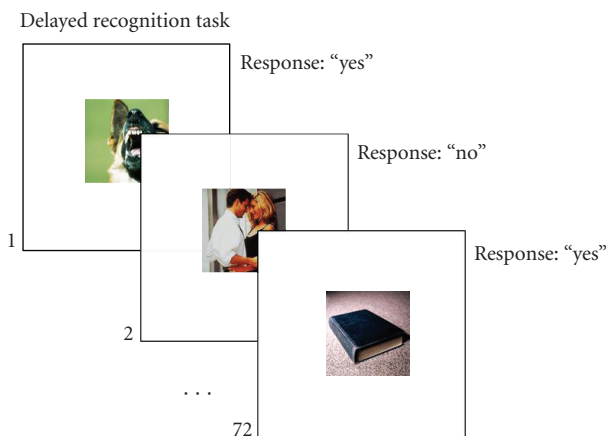 Delayed recognition task
Response: “yes”
Response: “no”
Response: “yes”
1
2
. . .
72